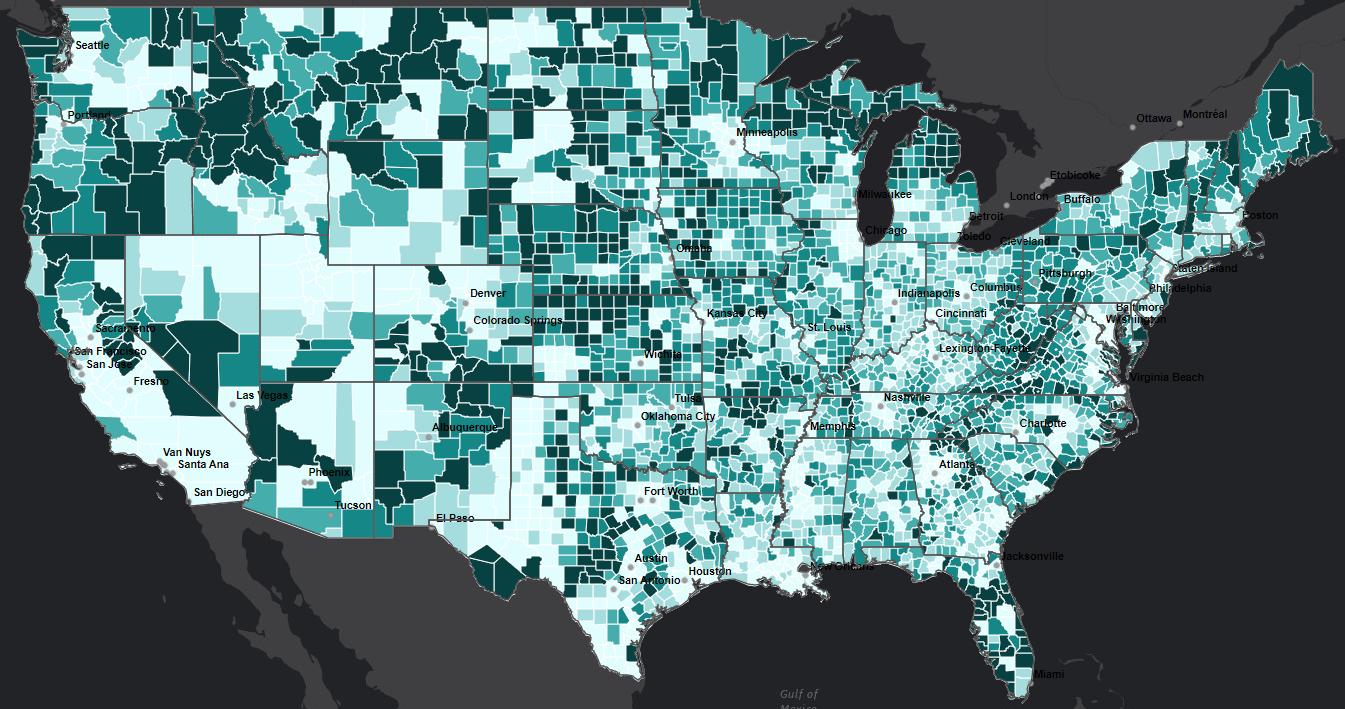 Seattle
Portland
Minneapolis
Ottawa
Montréal
Etobicoke
London
Buffalo
Milwaukee
Detroit
Boston
Chicago
Toledo
Cleveland
Omaha
Staten Island
Pittsburgh
Philadelphia
Denver
Indianapolis
Columbus
Baltimore
Colorado Springs
Kansas City
Cincinnati
Washington
Sacramento
St. Louis
San Francisco
Wichita
Lexington-Fayette
San Jose
Fresno
Virginia Beach
Las Vegas
Tulsa
Nashville
Oklahoma City
Albuquerque
Memphis
Charlotte
Van Nuys
Santa Ana
Phoenix
Atlanta
San Diego
Fort Worth
Tucson
El Paso
Austin
Jacksonville
Houston
New Orleans
San Antonio
Miami
Gulf of
Mexico